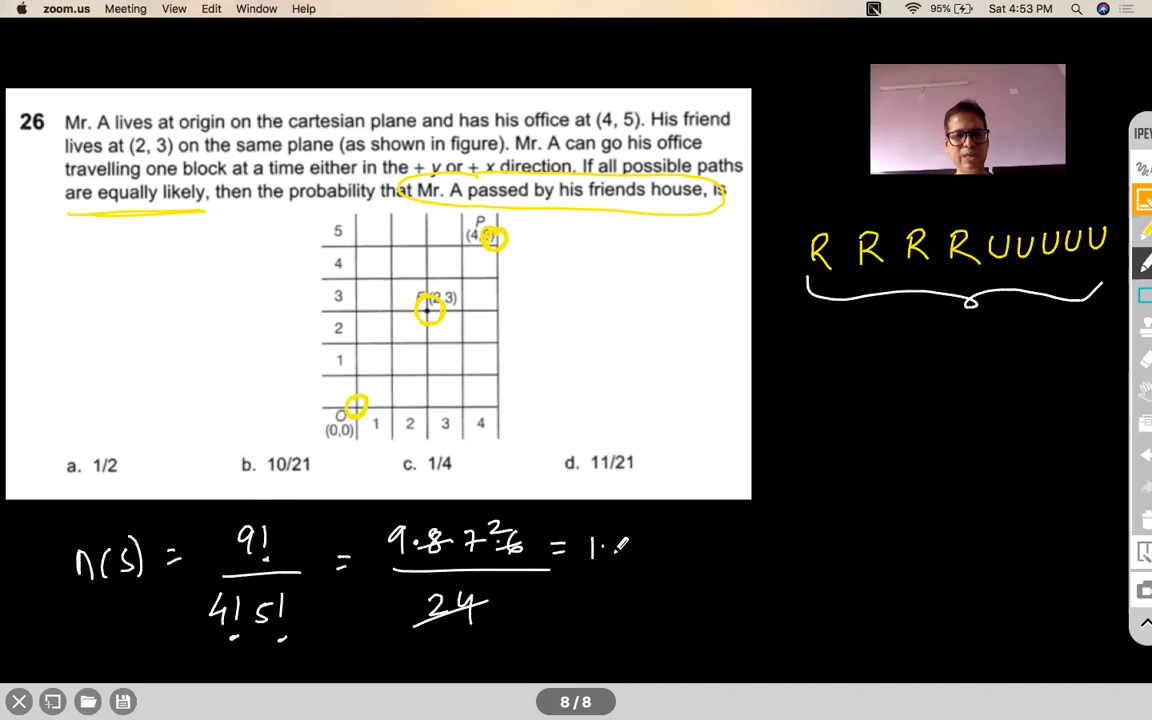 zoom.us Meeting View Edit Window Help
95% Sat 4:53 PM
26 Mr. A lives at origin on the cartesian plane and has his office at (4, 5). His friend
lives at (2, 3) on the same plane (as shown in figure). Mr. A can go his office
travelling one block at a time either in the + y or + x direction. If all possible paths
are equally likely, then the probability that Mr. A passed by his friends house, is
R R R R U U U U U
P
5
4
3
(2,3)
2
1
O
(0,0) 1 2 3 4
a. 1/2 b. 10/21 c. 1/4 d. 11/21
n(s) = 9! / 4! 5! = 9·8·7·6 2 / 24 = 1·
8 / 8